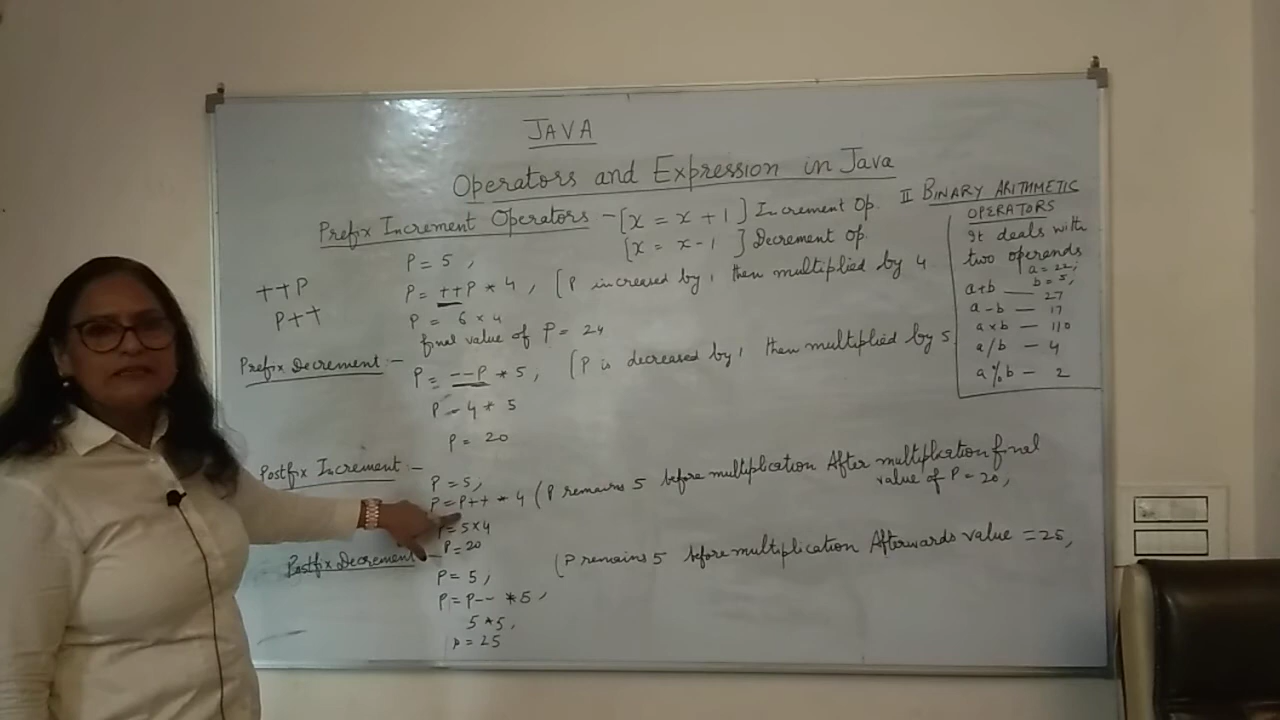 JAVA
Operators and Expression in Java
Prefix Increment Operators - [x = x + 1] Increment Op.
[x = x - 1] Decrement Op.
P = 5,
++P
P = ++P * 4, [P increased by 1 then multiplied by 4
P++
P = 6 x 4
final value of P = 24
Prefix Decrement :-
P = --P * 5, (P is decreased by 1 then multiplied by 5
P - 4 * 5
P = 20
Postfix Increment :-
P = 5,
P = P++ * 4 (P remains 5 before multiplication After multiplication final
value of P = 20,
P = 5x4
P = 20
Postfix Decrement -
P = 5, (P remains 5 before multiplication Afterwards value = 25,
P = P-- * 5,
5 * 5,
P = 25
II BINARY ARITHMETIC
OPERATORS
It deals with
two operands
a = 22,
b = 5,
a+b — 27
a - b — 17
a x b — 110
a / b - 4
a % b - 2